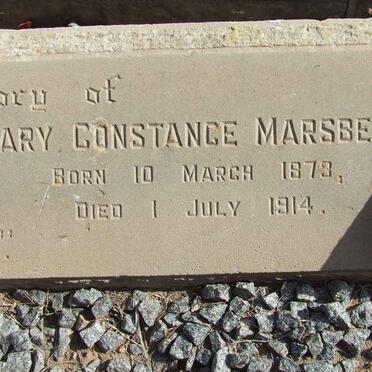 ory of
ARY CONSTANCE MARSBE
BORN 10 MARCH 1873.
DIED 1 JULY 1914.